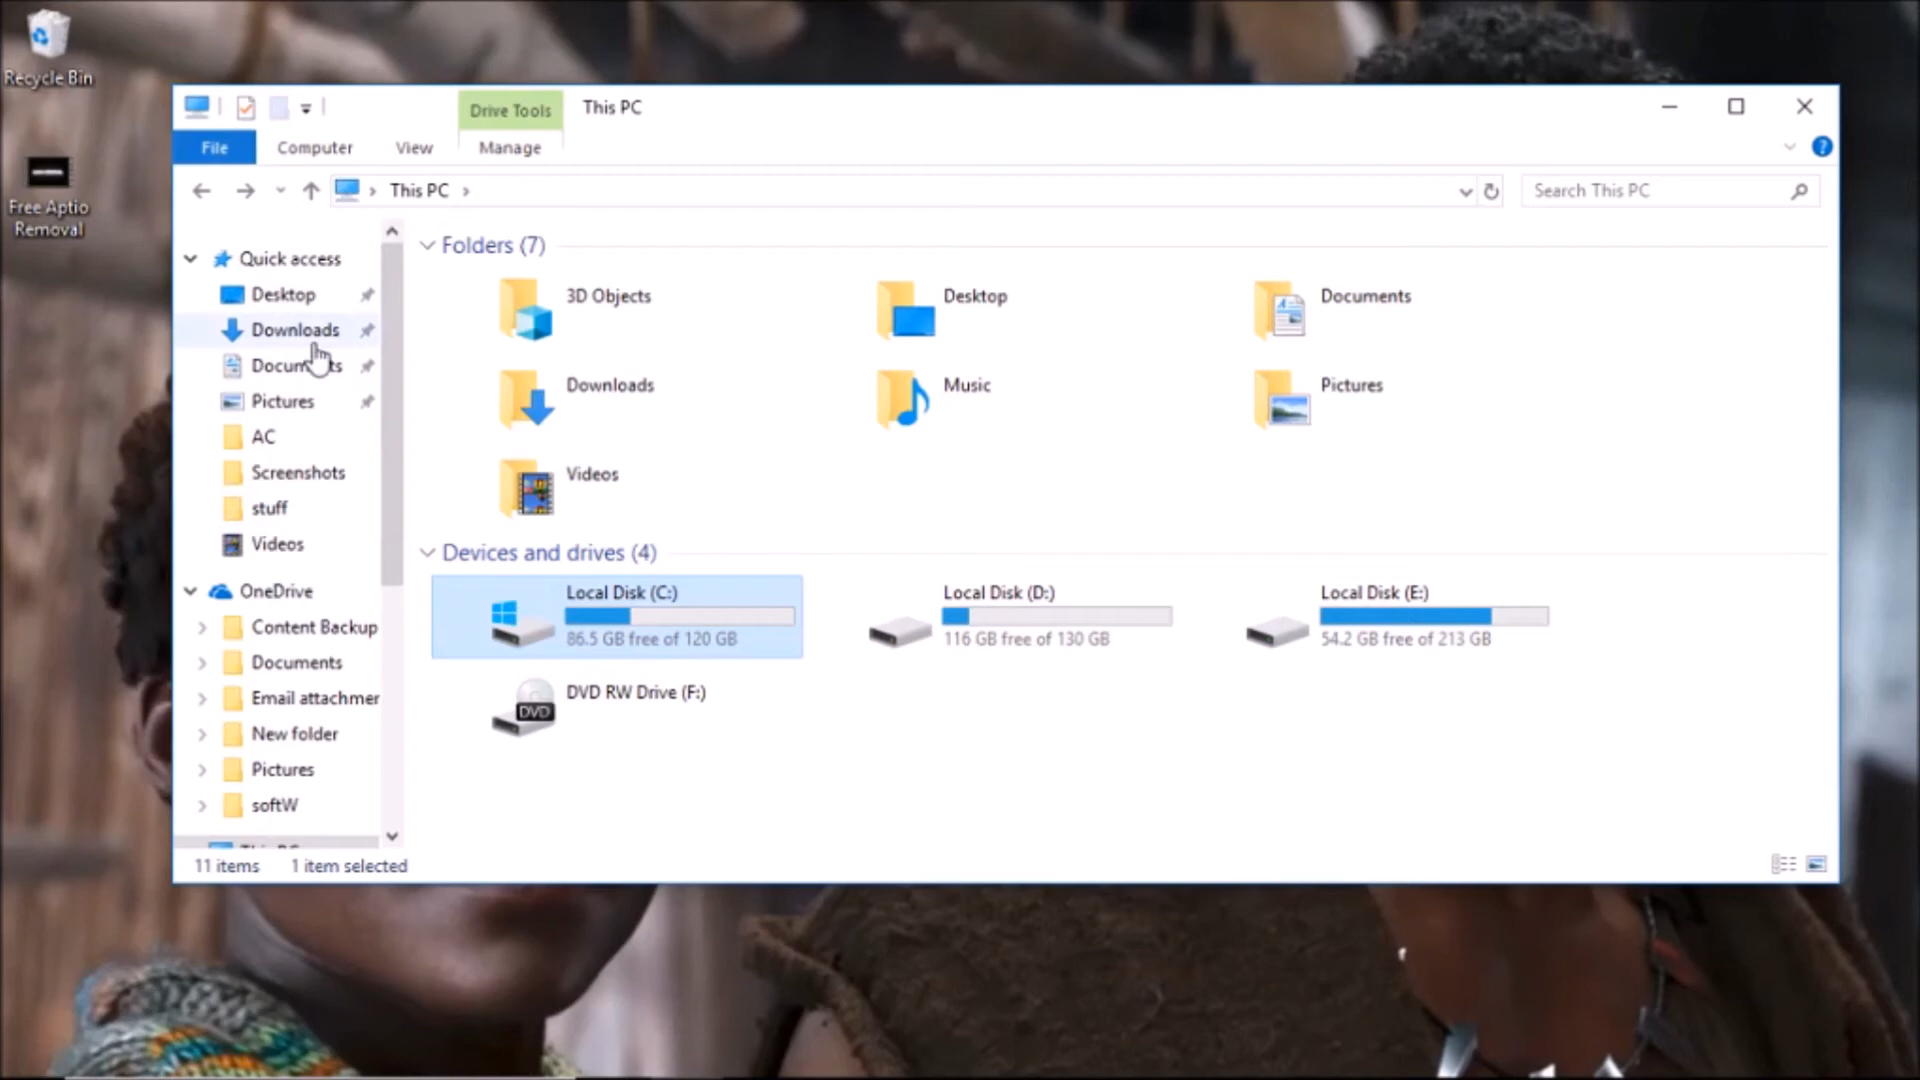 Recycle Bin
Free Aptio
Removal
Drive Tools
This PC
File
Computer
View
Manage
This PC
Search This PC
Quick access
Desktop
Downloads
Documents
Pictures
AC
Screenshots
stuff
Videos
OneDrive
Content Backup
Documents
Email attachmen
New folder
Pictures
softW
This PC
Folders (7)
3D Objects
Desktop
Documents
Downloads
Music
Pictures
Videos
Devices and drives (4)
Local Disk (C:)
86.5 GB free of 120 GB
Local Disk (D:)
116 GB free of 130 GB
Local Disk (E:)
54.2 GB free of 213 GB
DVD
DVD RW Drive (F:)
11 items
1 item selected